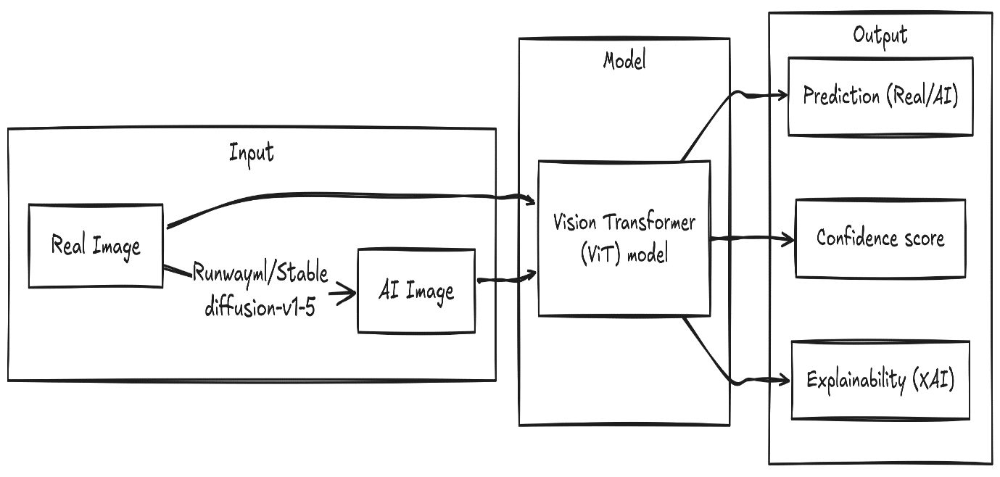 Input
Real Image
Runwayml/Stable
diffusion-v1-5
AI Image
Model
Vision Transformer
(ViT) model
Output
Prediction (Real/AI)
Confidence score
Explainability (XAI)